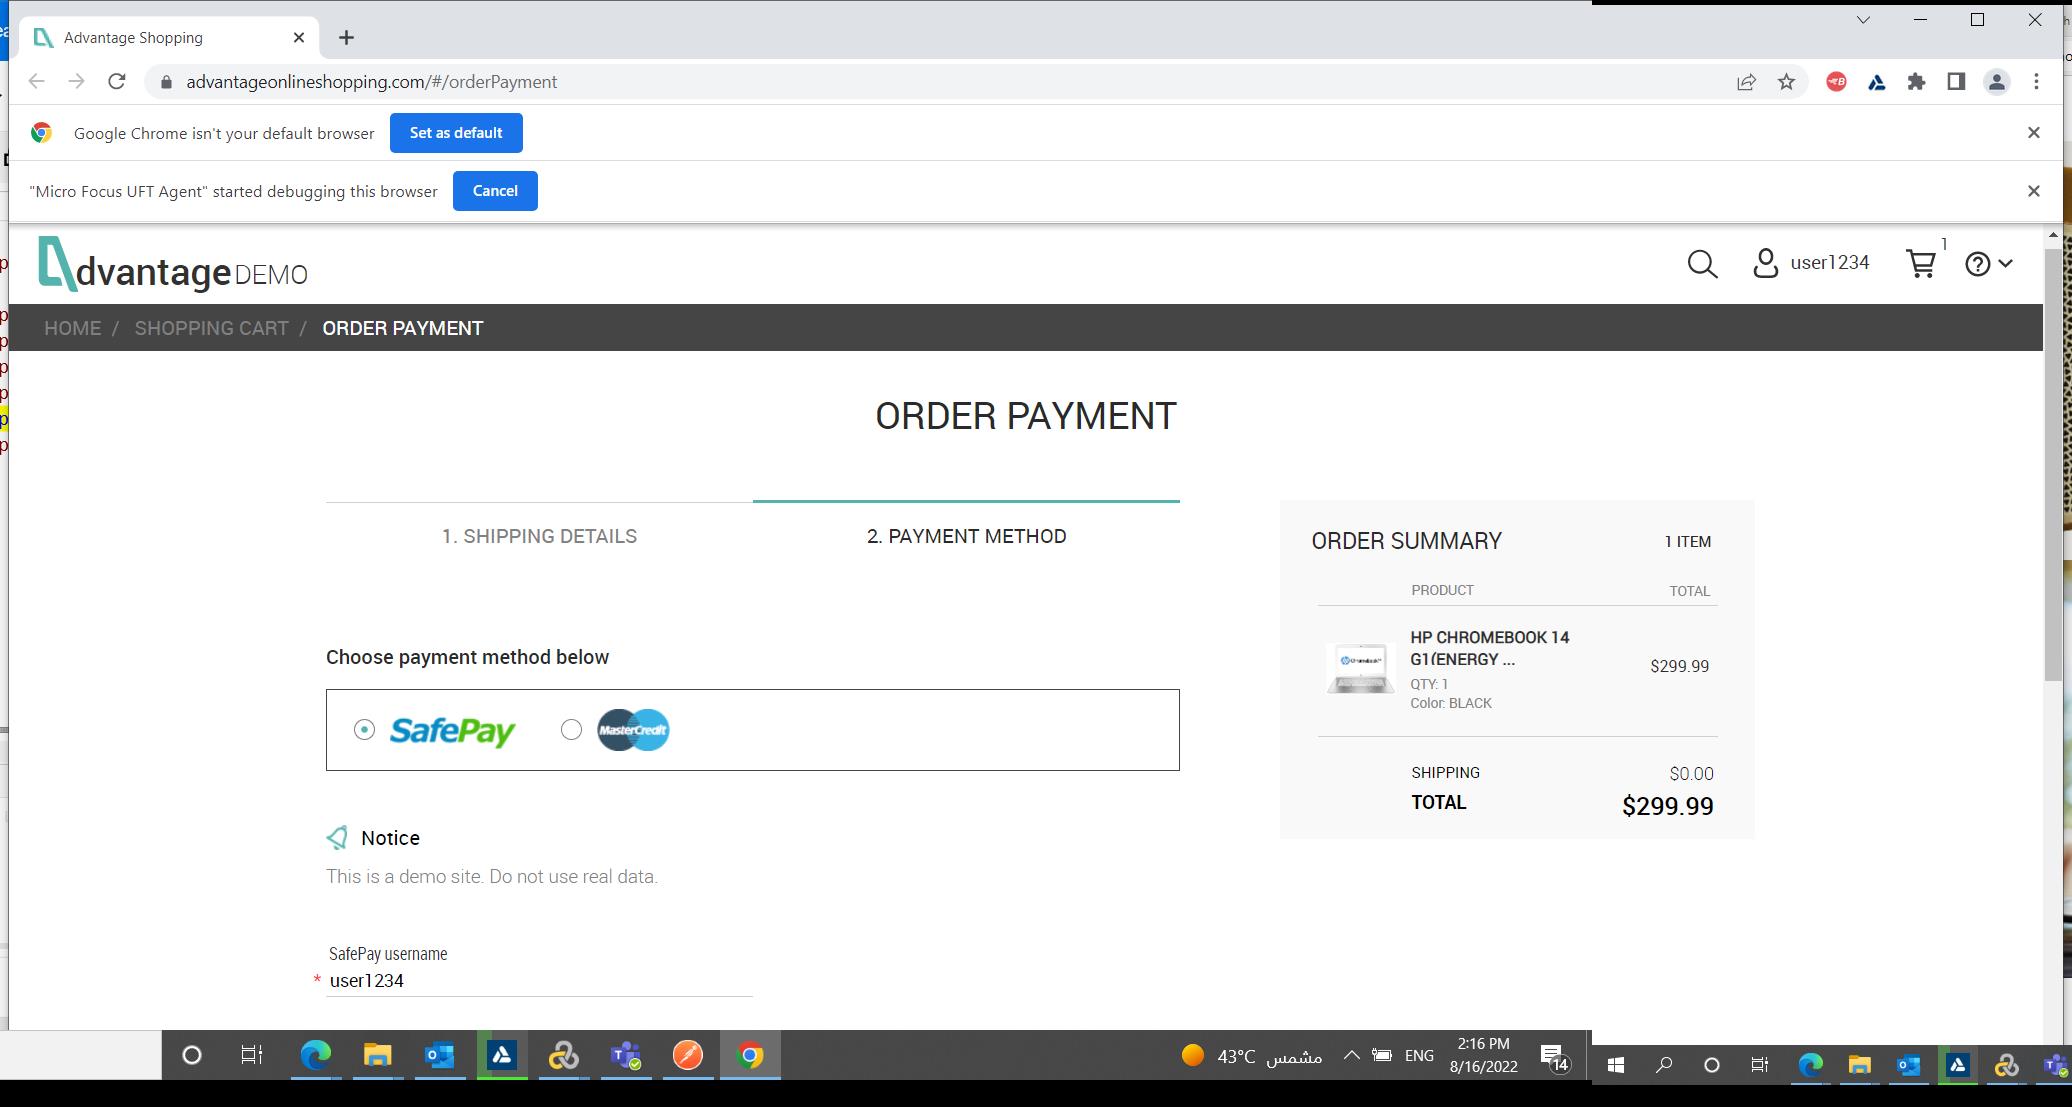 Advantage Shopping
advantageonlineshopping.com/#/orderPayment
Google Chrome isn't your default browser
Set as default
"Micro Focus UFT Agent" started debugging this browser
Cancel
dvantage DEMO
user1234
1
HOME / SHOPPING CART / ORDER PAYMENT
ORDER PAYMENT
1. SHIPPING DETAILS
2. PAYMENT METHOD
Choose payment method below
SafePay
MasterCredit
Notice
This is a demo site. Do not use real data.
SafePay username
* user1234
ORDER SUMMARY
1 ITEM
PRODUCT
TOTAL
HP CHROMEBOOK 14
G1(ENERGY ...
$299.99
QTY: 1
Color: BLACK
SHIPPING
$0.00
TOTAL
$299.99
43°C مشمس
ENG
2:16 PM
8/16/2022
14